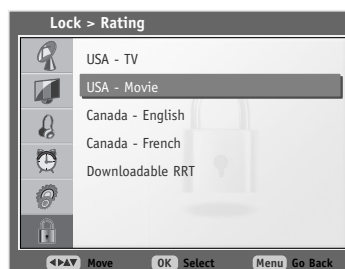 Lock > Rating
USA - TV
USA - Movie
Canada - English
Canada - French
Downloadable RRT
Move OK Select Menu Go Back